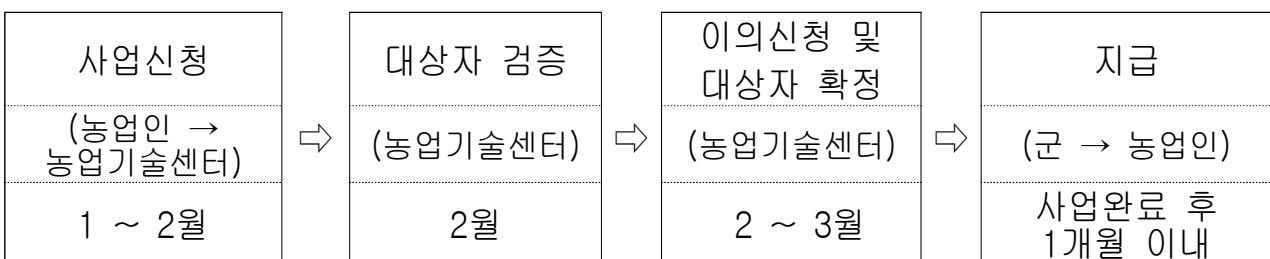 사업신청
(농업인 →
농업기술센터)
1 ~ 2월
⇨
대상자 검증
(농업기술센터)
2월
⇨
이의신청 및
대상자 확정
(농업기술센터)
2 ~ 3월
⇨
지급
(군 → 농업인)
사업완료 후
1개월 이내